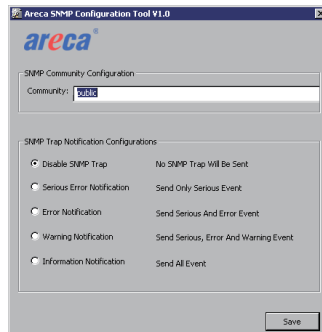 Areca SNMP Configuration Tool V1.0
areca®
SNMP Community Configuration
Community: public
SNMP Trap Notification Configurations
Disable SNMP Trap No SNMP Trap Will Be Sent
Serious Error Notification Send Only Serious Event
Error Notification Send Serious And Error Event
Warning Notification Send Serious, Error And Warning Event
Information Notification Send All Event
Save